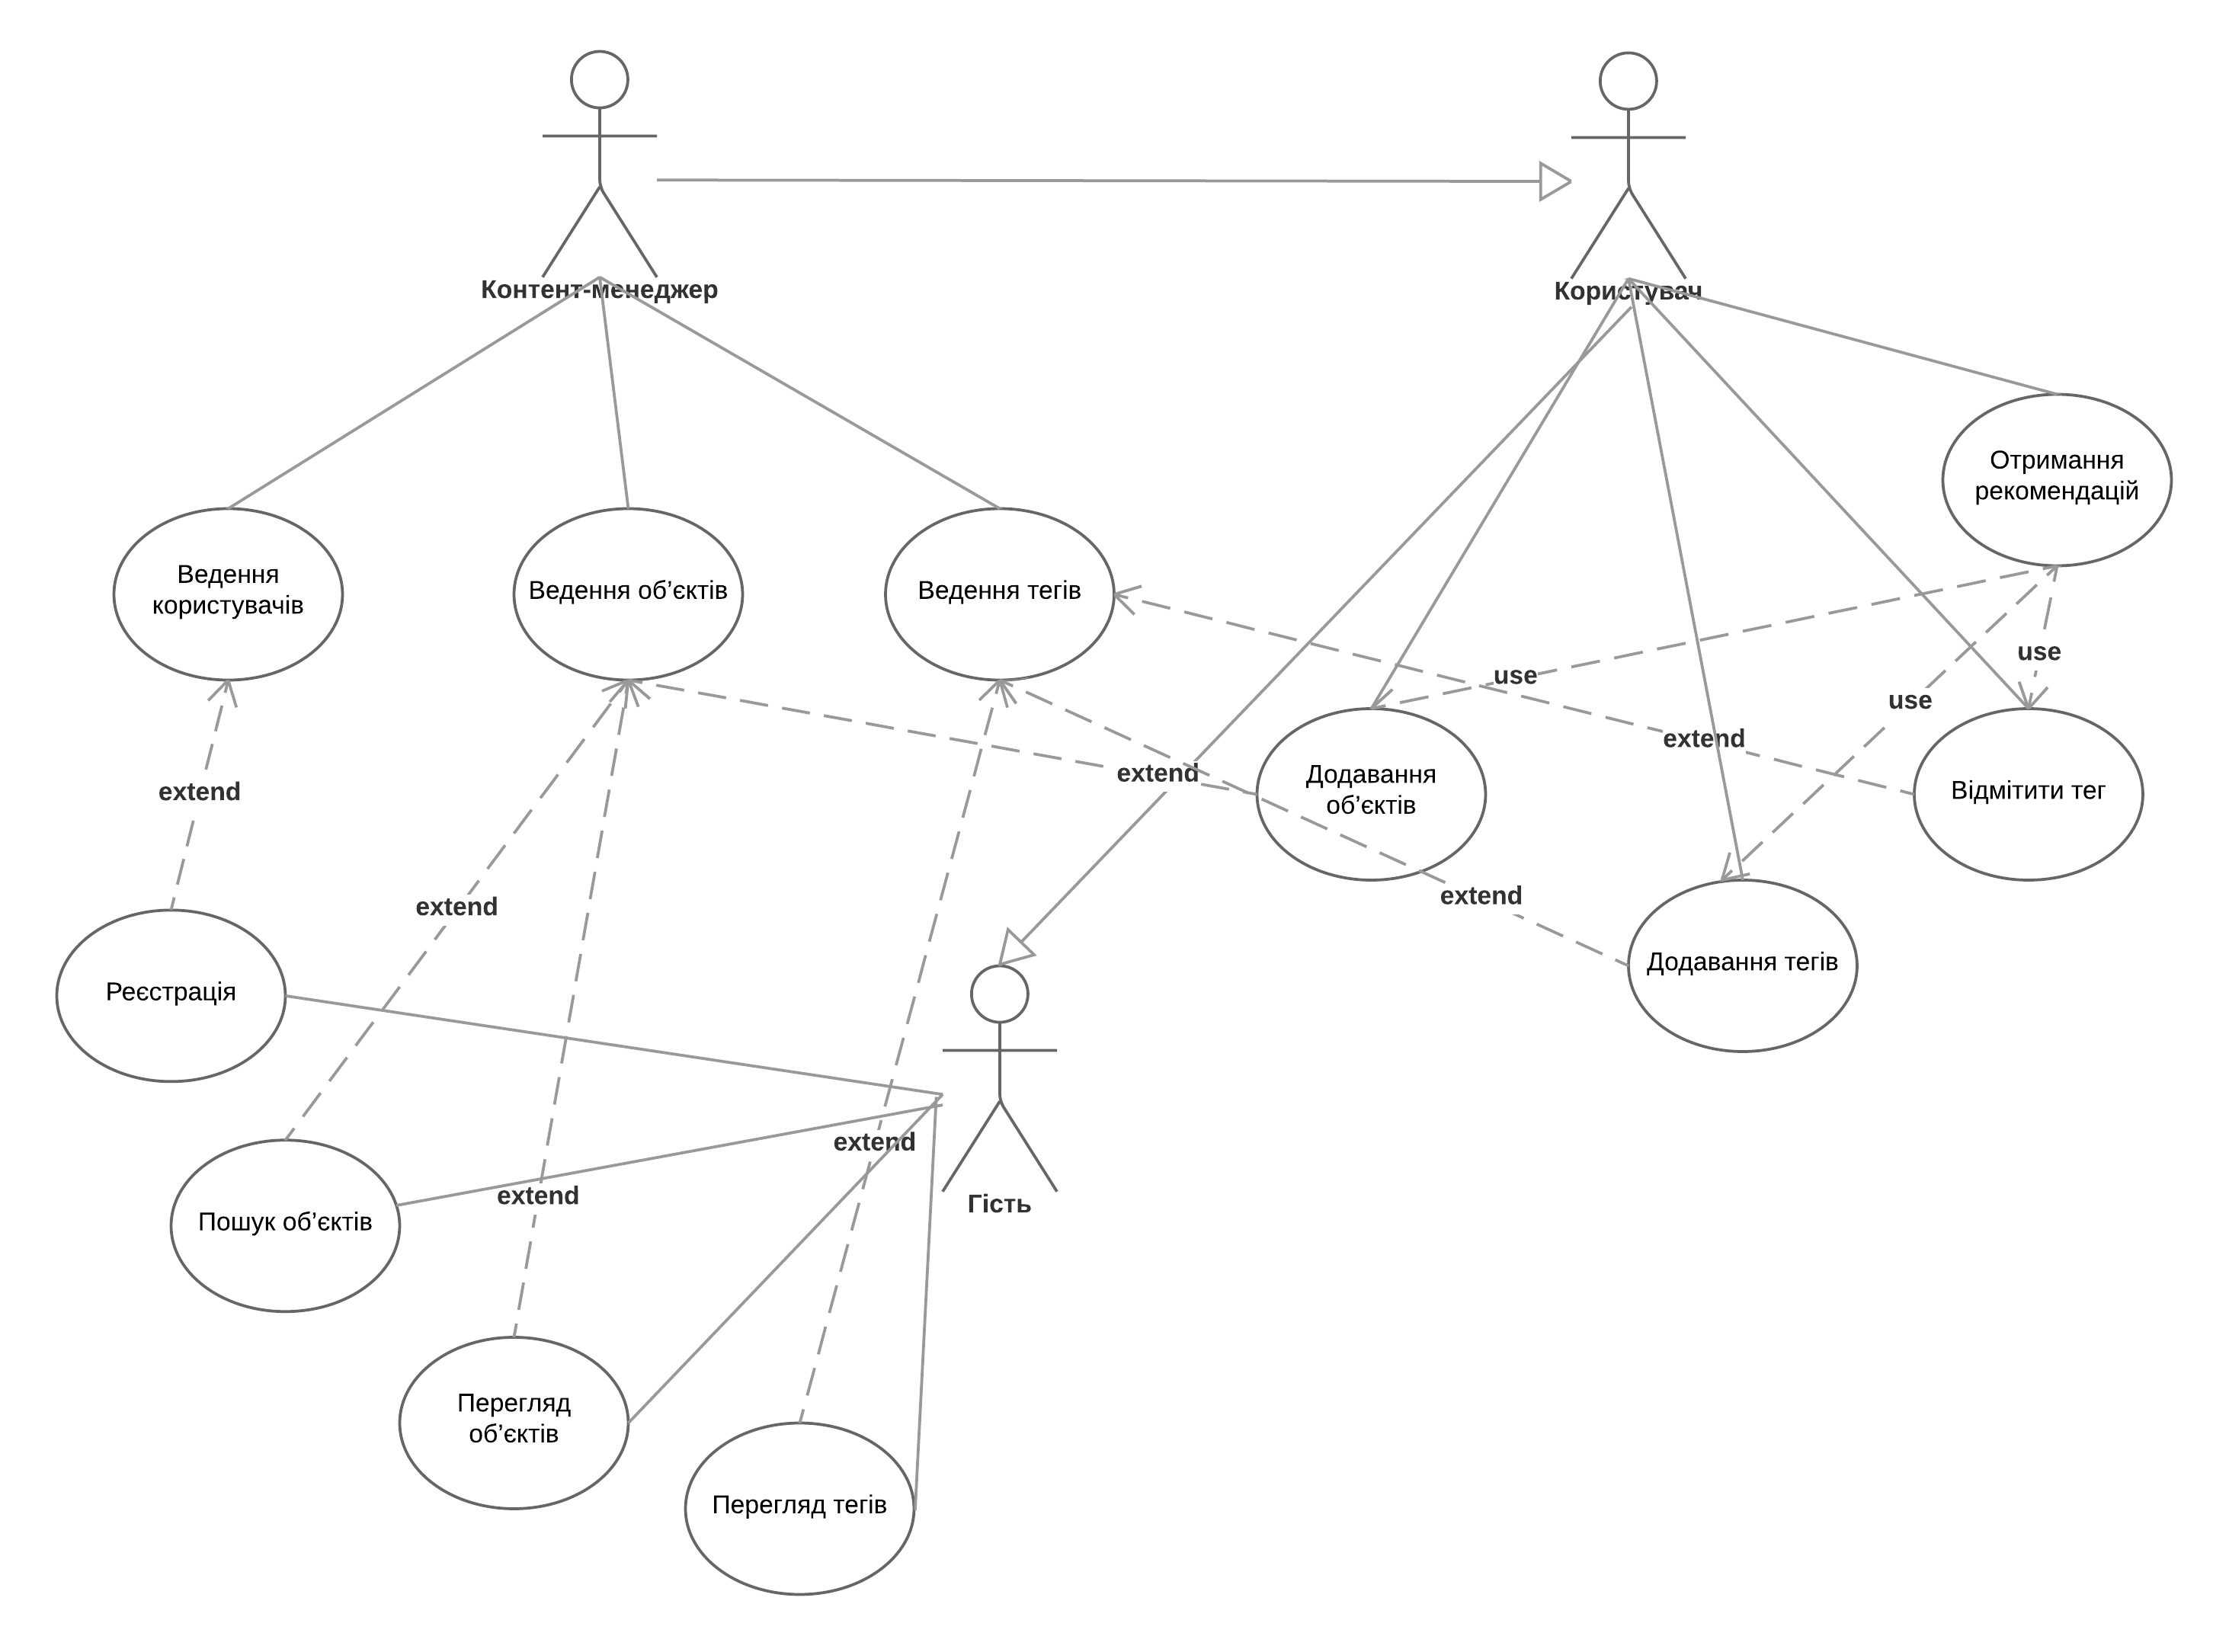 Контент-менеджер
Користувач
Отримання
рекомендацій
Ведення
користувачів
Ведення об’єктів
Ведення тегів
use
use
use
extend
extend
extend
Додавання
об’єктів
Відмітити тег
extend
extend
Додавання тегів
Реєстрація
extend
extend
Гість
Пошук об’єктів
Перегляд
об’єктів
Перегляд тегів